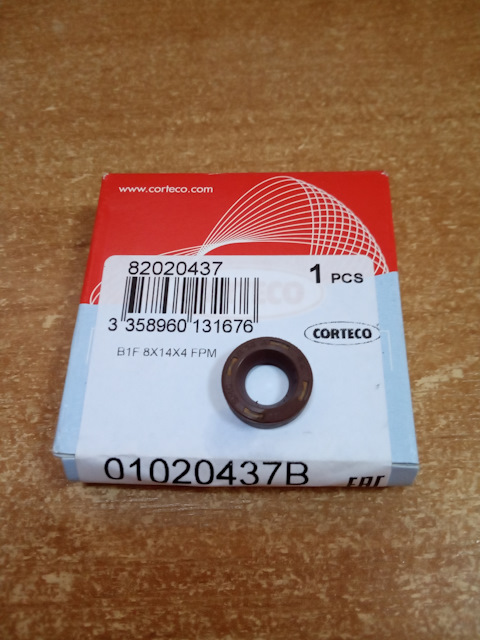 www.corteco.com
82020437
1 PCS
3 358960 131676
CORTECO
B1F 8X14X4 FPM
01020437B
EAC